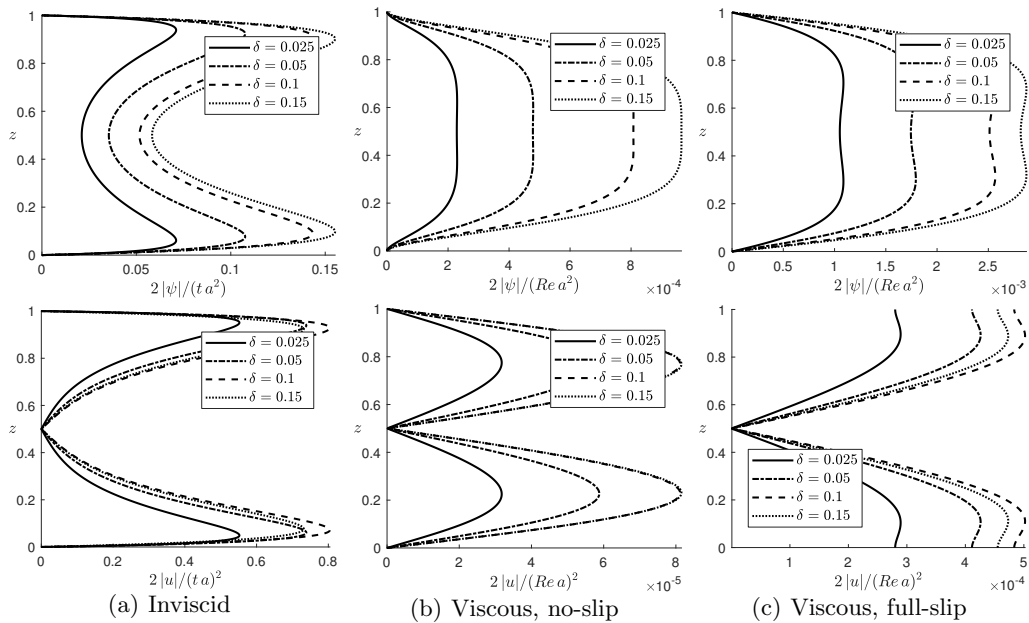 1
0.8
0.6
z
0.4
0.2
0
0 0.05 0.1 0.15
2 |ψ|/(t a²)
δ = 0.025
δ = 0.05
δ = 0.1
δ = 0.15
1
0.8
0.6
z
0.4
0.2
0
0 2 4 6 8
2 |ψ|/(Re a²) ×10⁻⁴
δ = 0.025
δ = 0.05
δ = 0.1
δ = 0.15
1
0.8
0.6
z
0.4
0.2
0
0 0.5 1 1.5 2 2.5
2 |ψ|/(Re a²) ×10⁻³
δ = 0.025
δ = 0.05
δ = 0.1
δ = 0.15
1
0.8
0.6
z
0.4
0.2
0
0 0.2 0.4 0.6 0.8
2 |u|/(t a)²
δ = 0.025
δ = 0.05
δ = 0.1
δ = 0.15
(a) Inviscid
1
0.8
0.6
z
0.4
0.2
0
0 2 4 6 8
2 |u|/(Re a)² ×10⁻⁵
δ = 0.025
δ = 0.05
δ = 0.1
δ = 0.15
(b) Viscous, no-slip
1
0.8
0.6
z
0.4
0.2
0
1 2 3 4 5
2 |u|/(Re a)² ×10⁻⁴
δ = 0.025
δ = 0.05
δ = 0.1
δ = 0.15
(c) Viscous, full-slip